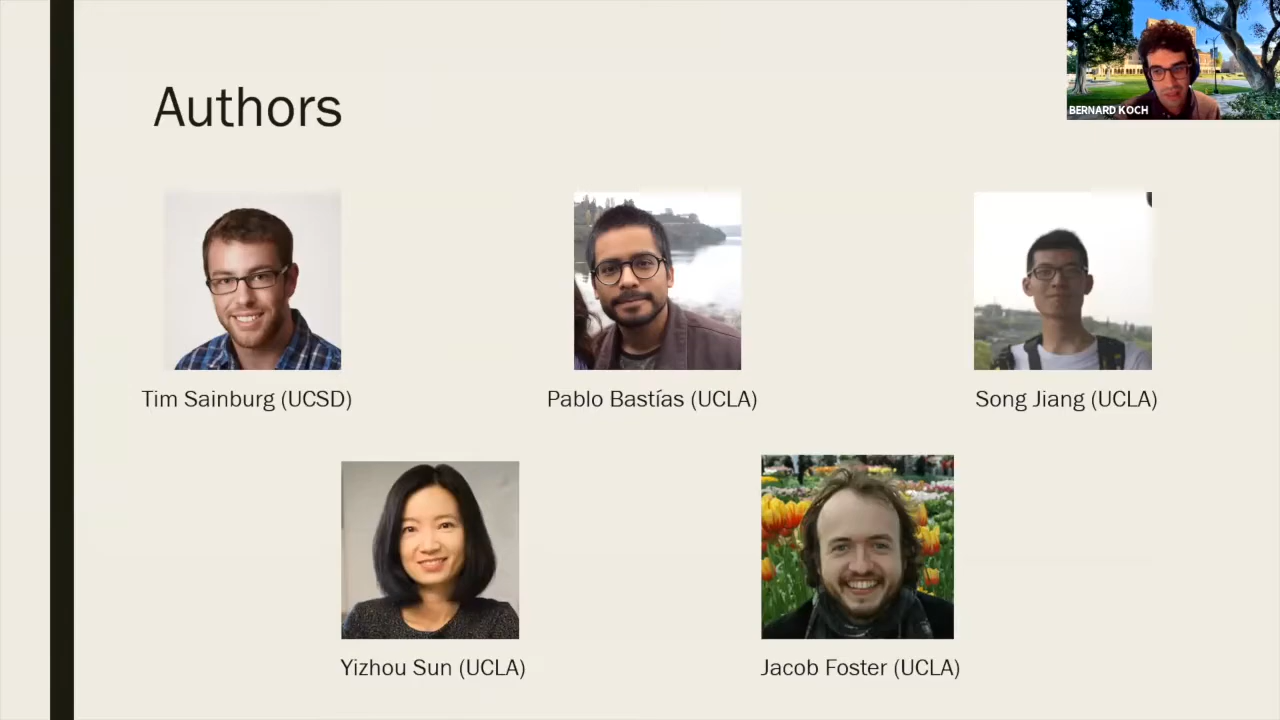 Authors
BERNARD KOCH
Tim Sainburg (UCSD)
Pablo Bastías (UCLA)
Song Jiang (UCLA)
Yizhou Sun (UCLA)
Jacob Foster (UCLA)